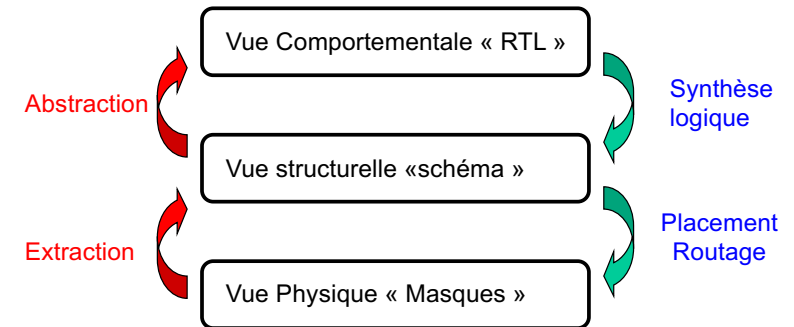 Vue Comportementale « RTL »
Abstraction
Synthèse
logique
Vue structurelle «schéma »
Extraction
Placement
Routage
Vue Physique « Masques »